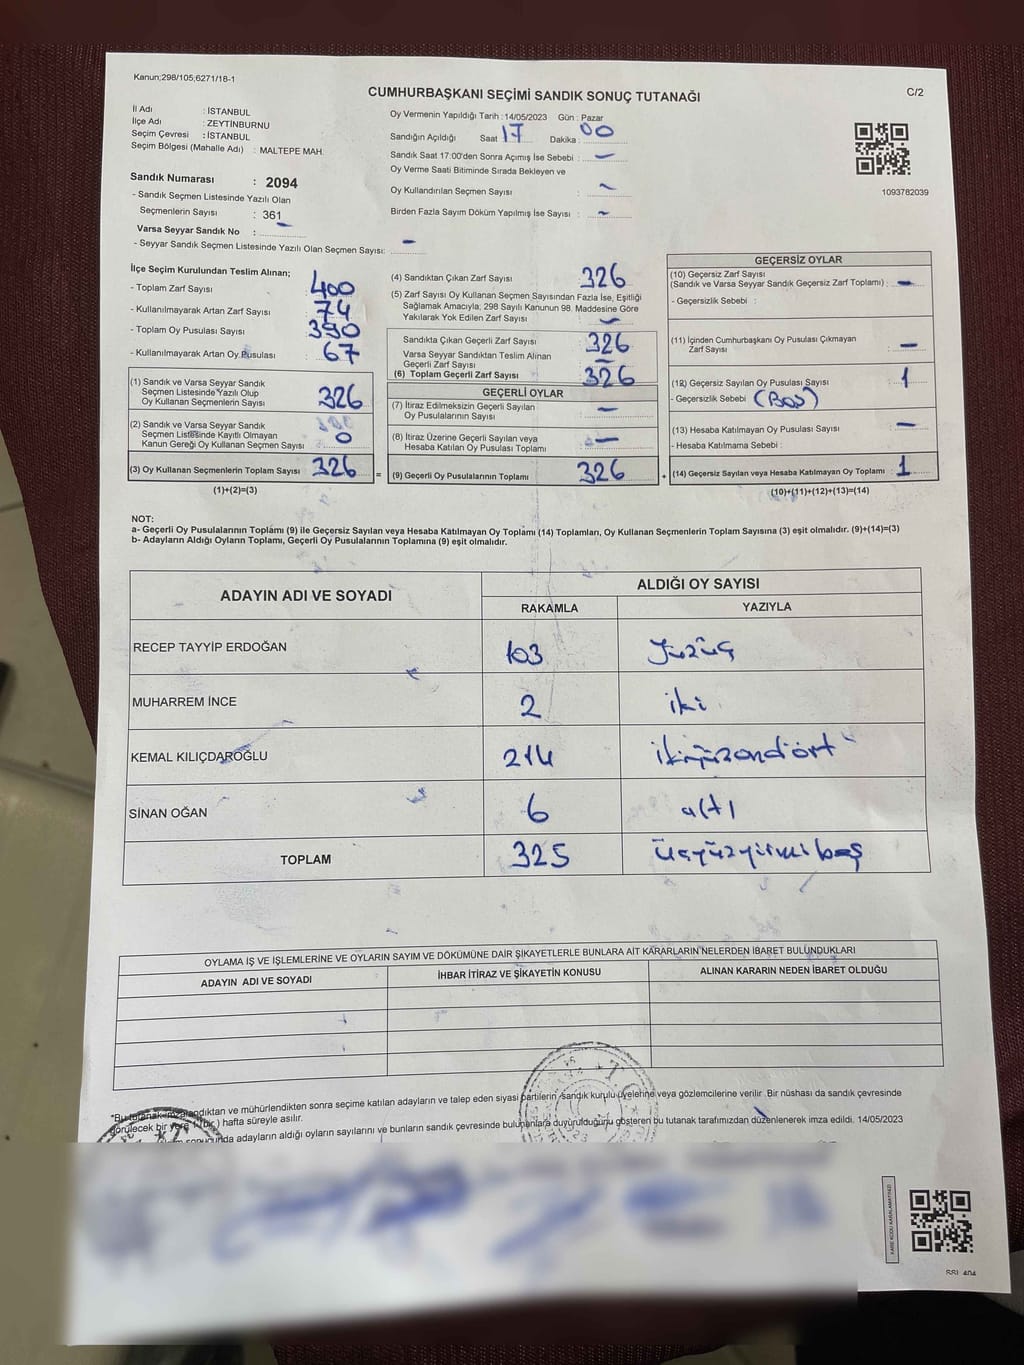 Kanun;298/105;6271/18-1
C/2
CUMHURBAŞKANI SEÇİMİ SANDIK SONUÇ TUTANAĞI
İl Adı : İSTANBUL
İlçe Adı : ZEYTİNBURNU
Seçim Çevresi : İSTANBUL
Seçim Bölgesi (Mahalle Adı) : MALTEPE MAH.
Sandık Numarası : 2094
- Sandık Seçmen Listesinde Yazılı Olan
Seçmenlerin Sayısı : 361
Varsa Seyyar Sandık No :
- Seyyar Sandık Seçmen Listesinde Yazılı Olan Seçmen Sayısı: -
Oy Vermenin Yapıldığı Tarih : 14/05/2023 Gün : Pazar
Sandığın Açıldığı Saat 17 Dakika : 00
Sandık Saat 17:00'den Sonra Açımış İse Sebebi : -
Oy Verme Saati Bitiminde Sırada Bekleyen ve
Oy Kullandırılan Seçmen Sayısı : -
Birden Fazla Sayım Döküm Yapılmış İse Sayısı : -
1093782039
İlçe Seçim Kurulundan Teslim Alınan;
- Toplam Zarf Sayısı : 400
- Kullanılmayarak Artan Zarf Sayısı : 74
- Toplam Oy Pusulası Sayısı : 390
- Kullanılmayarak Artan Oy Pusulası : 67
(1) Sandık ve Varsa Seyyar Sandık
Seçmen Listesinde Yazılı Olup
Oy Kullanan Seçmenlerin Sayısı 326
(2) Sandık ve Varsa Seyyar Sandık
Seçmen Listesinde Kayıtlı Olmayan
Kanun Gereği Oy Kullanan Seçmen Sayısı 0
(3) Oy Kullanan Seçmenlerin Toplam Sayısı 326 =
(1)+(2)=(3)
(4) Sandıktan Çıkan Zarf Sayısı 326
(5) Zarf Sayısı Oy Kullanan Seçmen Sayısından Fazla İse, Eşitliği
Sağlamak Amacıyla; 298 Sayılı Kanunun 98. Maddesine Göre
Yakılarak Yok Edilen Zarf Sayısı -
Sandıkta Çıkan Geçerli Zarf Sayısı 326
Varsa Seyyar Sandıktan Teslim Alınan
Geçerli Zarf Sayısı -
(6) Toplam Geçerli Zarf Sayısı 326
GEÇERLİ OYLAR
(7) İtiraz Edilmeksizin Geçerli Sayılan
Oy Pusulalarının Sayısı -
(8) İtiraz Üzerine Geçerli Sayılan veya
Hesaba Katılan Oy Pusulası Toplamı -
(9) Geçerli Oy Pusulalarının Toplamı 326 +
GEÇERSİZ OYLAR
(10) Geçersiz Zarf Sayısı
(Sandık ve Varsa Seyyar Sandık Geçersiz Zarf Toplamı) : -
- Geçersizlik Sebebi :
(11) İçinden Cumhurbaşkanı Oy Pusulası Çıkmayan
Zarf Sayısı -
(12) Geçersiz Sayılan Oy Pusulası Sayısı 1
- Geçersizlik Sebebi (Boş)
(13) Hesaba Katılmayan Oy Pusulası Sayısı -
- Hesaba Katılmama Sebebi :
(14) Geçersiz Sayılan veya Hesaba Katılmayan Oy Toplamı : 1
(10)+(11)+(12)+(13)=(14)
NOT:
a- Geçerli Oy Pusulalarının Toplamı (9) ile Geçersiz Sayılan veya Hesaba Katılmayan Oy Toplamı (14) Toplamları, Oy Kullanan Seçmenlerin Toplam Sayısına (3) eşit olmalıdır. (9)+(14)=(3)
b- Adayların Aldığı Oyların Toplamı, Geçerli Oy Pusulalarının Toplamına (9) eşit olmalıdır.
ADAYIN ADI VE SOYADI
ALDIĞI OY SAYISI
RAKAMLA YAZIYLA
RECEP TAYYİP ERDOĞAN 103 Yüzüç
MUHARREM İNCE 2 iki
KEMAL KILIÇDAROĞLU 214 ikiyüzondört
SİNAN OĞAN 6 altı
TOPLAM 325 üçyüzyirmibeş
OYLAMA İŞ VE İŞLEMLERİNE VE OYLARIN SAYIM VE DÖKÜMÜNE DAİR ŞİKAYETLERLE BUNLARA AİT KARARLARIN NELERDEN İBARET BULUNDUKLARI
ADAYIN ADI VE SOYADI İHBAR İTİRAZ VE ŞİKAYETİN KONUSU ALINAN KARARIN NEDEN İBARET OLDUĞU
*Bu tutanak imzalandıktan ve mühürlendikten sonra seçime katılan adayların ve talep eden siyasi partilerin sandık kurulu üyelerine veya gözlemcilerine verilir. Bir nüshası da sandık çevresinde
görülecek bir yere 1 (bir) hafta süreyle asılır.
adayların aldığı oyların sayılarını ve bunların sandık çevresinde bulunanlara duyurulduğunu gösteren bu tutanak tarafımızdan düzenlenerek imza edildi. 14/05/2023
KARE KODU KARALAMAYINIZ!